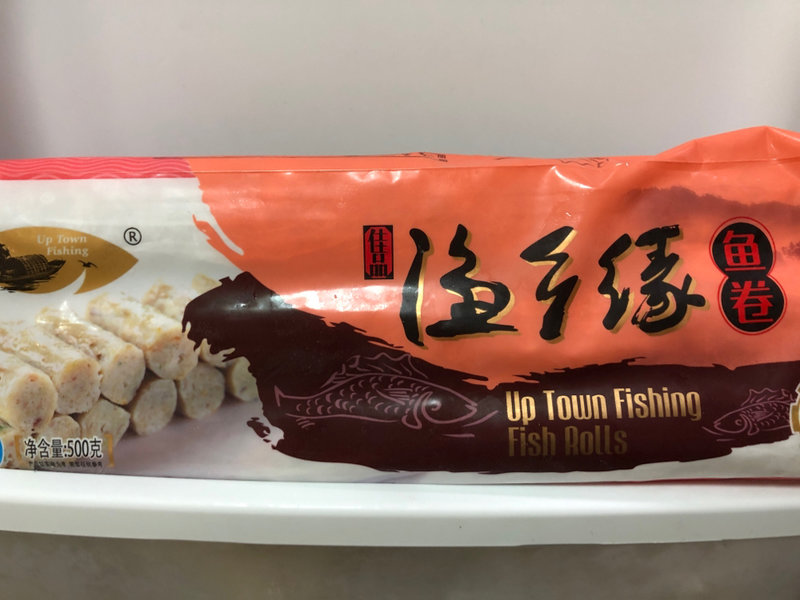 Up Town
Fishing
®
佳品
渔乡缘
鱼卷
Up Town Fishing
Fish Rolls
净含量:500克